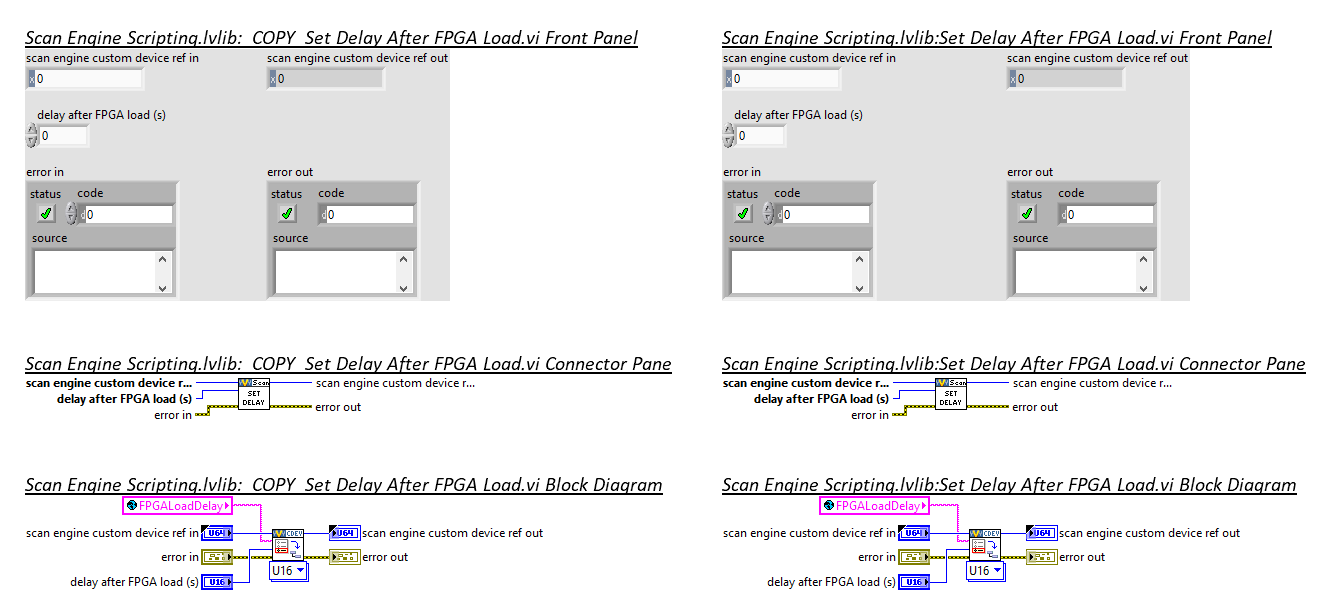 Scan Engine Scripting.lvlib:  COPY  Set Delay After FPGA Load.vi Front Panel
scan engine custom device ref in
scan engine custom device ref out
x 0
x 0
delay after FPGA load (s)
0
error in
error out
status
code
status
code
d 0
d 0
source
source
Scan Engine Scripting.lvlib:Set Delay After FPGA Load.vi Front Panel
scan engine custom device ref in
scan engine custom device ref out
x 0
x 0
delay after FPGA load (s)
0
error in
error out
status
code
status
code
d 0
d 0
source
source
Scan Engine Scripting.lvlib:  COPY  Set Delay After FPGA Load.vi Connector Pane
scan engine custom device r...
Scan
scan engine custom device r...
delay after FPGA load (s)
SET
DELAY
error in
error out
Scan Engine Scripting.lvlib:Set Delay After FPGA Load.vi Connector Pane
scan engine custom device r...
Scan
scan engine custom device r...
delay after FPGA load (s)
SET
DELAY
error in
error out
Scan Engine Scripting.lvlib:  COPY  Set Delay After FPGA Load.vi Block Diagram
FPGALoadDelay
scan engine custom device ref in
U64
CDEV
U64
scan engine custom device ref out
error in
error out
U16
delay after FPGA load (s)
U16
Scan Engine Scripting.lvlib:Set Delay After FPGA Load.vi Block Diagram
FPGALoadDelay
scan engine custom device ref in
U64
CDEV
U64
scan engine custom device ref out
error in
error out
U16
delay after FPGA load (s)
U16